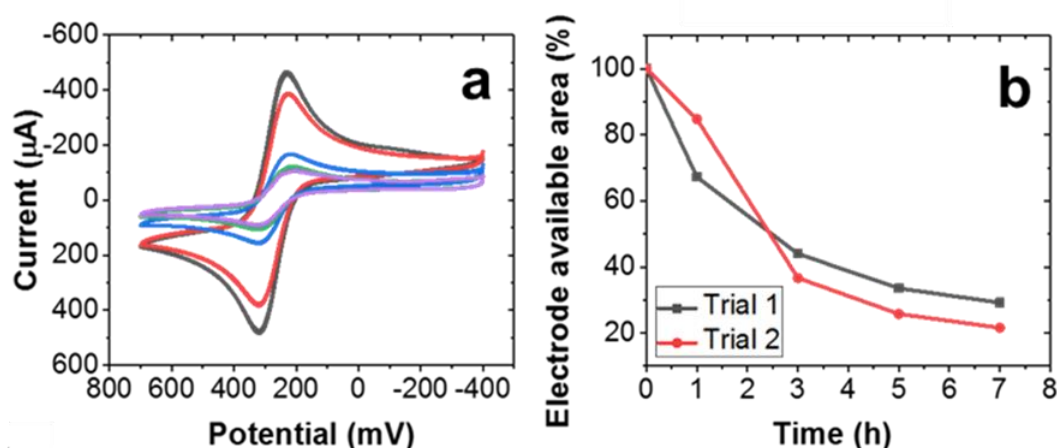 -600
-400
-200
0
200
400
600
Current (µA)
a
800 600 400 200 0 -200 -400
Potential (mV)
Electrode available area (%)
100
80
60
40
20
b
Trial 1
Trial 2
0 1 2 3 4 5 6 7 8
Time (h)